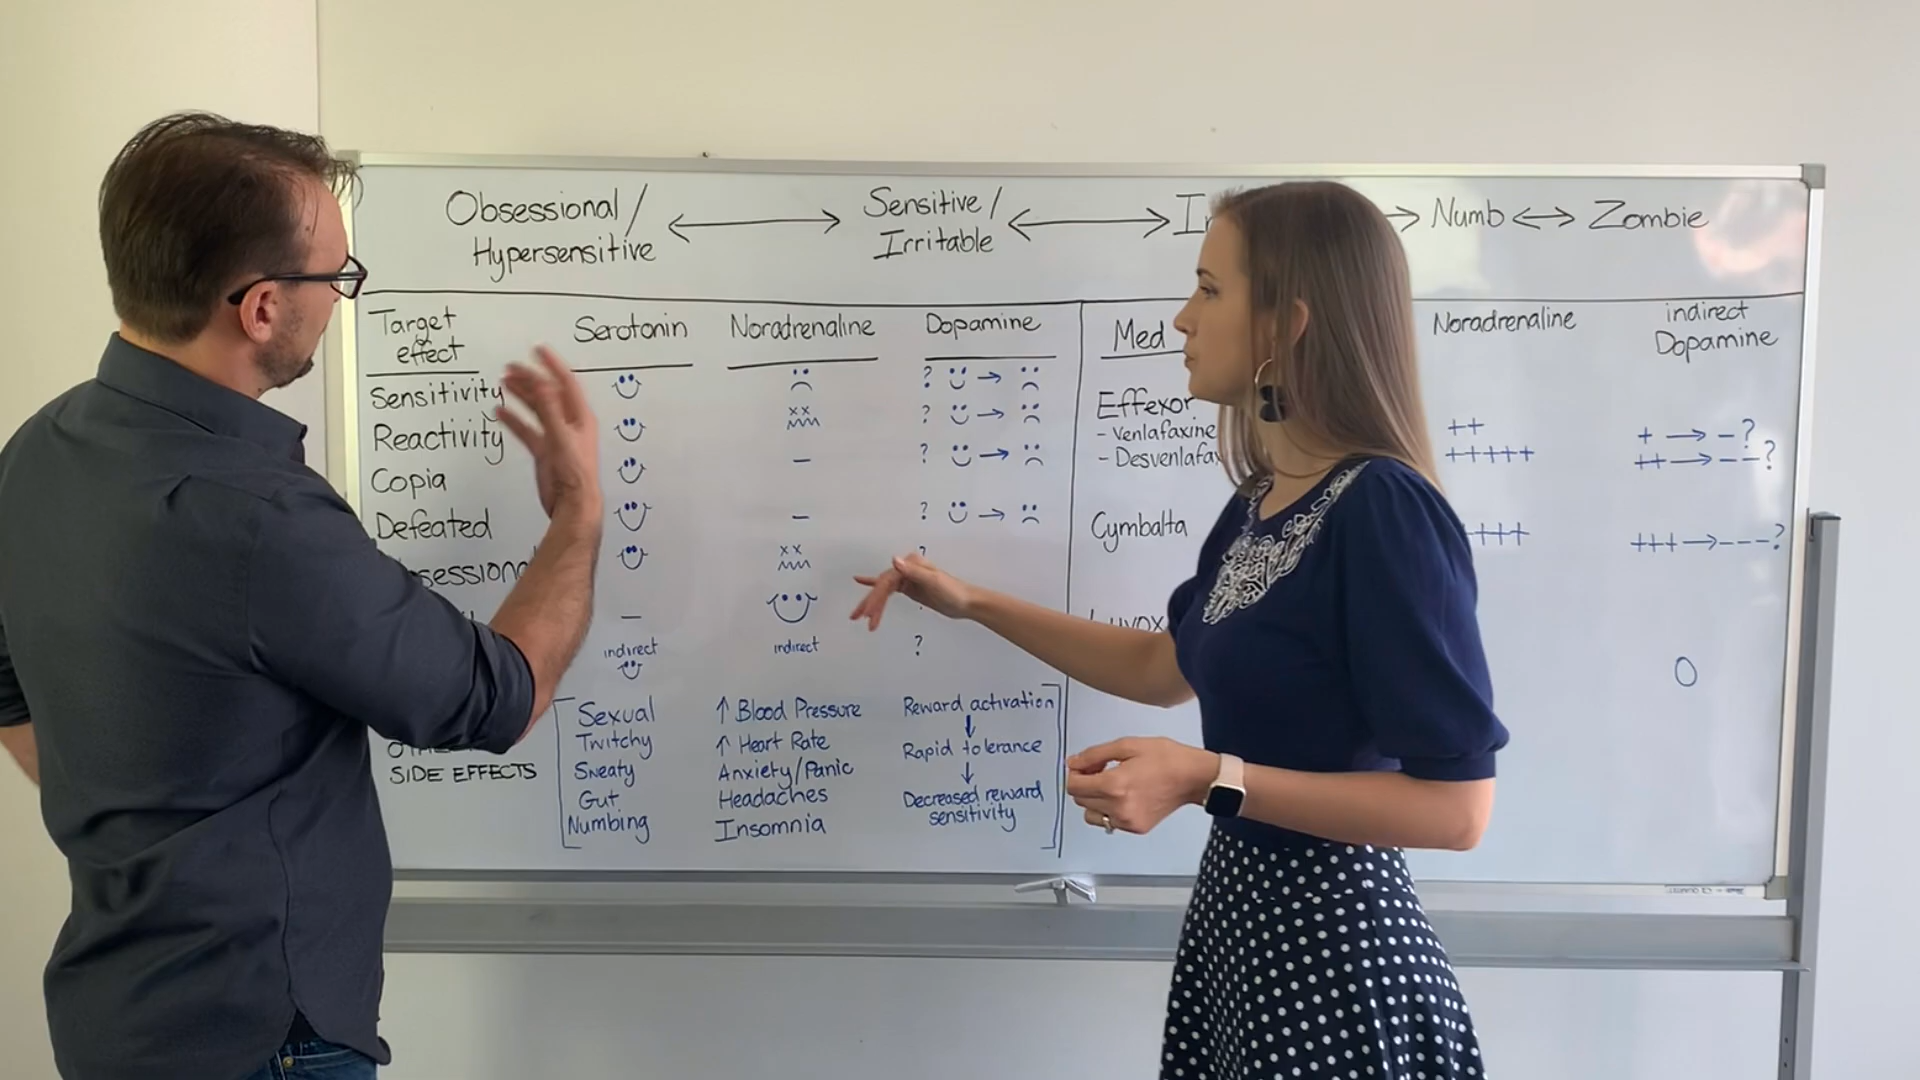 Obsessional/
Hypersensitive
Sensitive/
Irritable
Numb
Zombie
Target
effect
Serotonin
Noradrenaline
Dopamine
Med
Noradrenaline
indirect
Dopamine
Sensitivity
?
Reactivity
?
Copia
—
?
Defeated
—
?
?
—
indirect
indirect
?
Effexor
- Venlafaxine
++
+ → -?
+++++
++ → --?
Cymbalta
+++ → ---?
0
SIDE EFFECTS
Sexual
Twitchy
Sweaty
Gut
Numbing
↑ Blood Pressure
↑ Heart Rate
Anxiety/Panic
Headaches
Insomnia
Reward activation
↓
Rapid tolerance
↓
Decreased reward
sensitivity